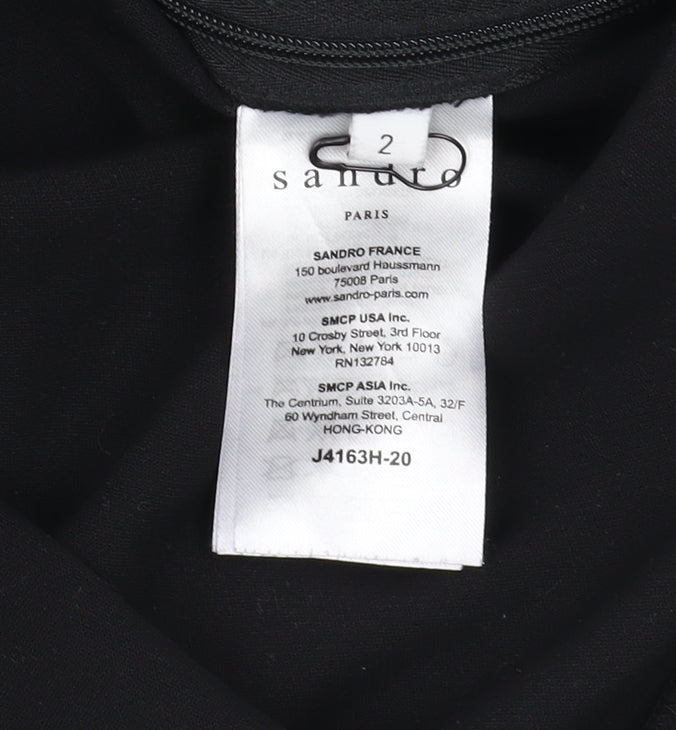 2
sandro
PARIS
SANDRO FRANCE
150 boulevard Haussmann
75008 Paris
www.sandro-paris.com
SMCP USA Inc.
10 Crosby Street, 3rd Floor
New York, New York 10013
RN132784
SMCP ASIA Inc.
The Centrium, Suite 3203A-5A, 32/F
60 Wyndham Street, Central
HONG-KONG
J4163H-20